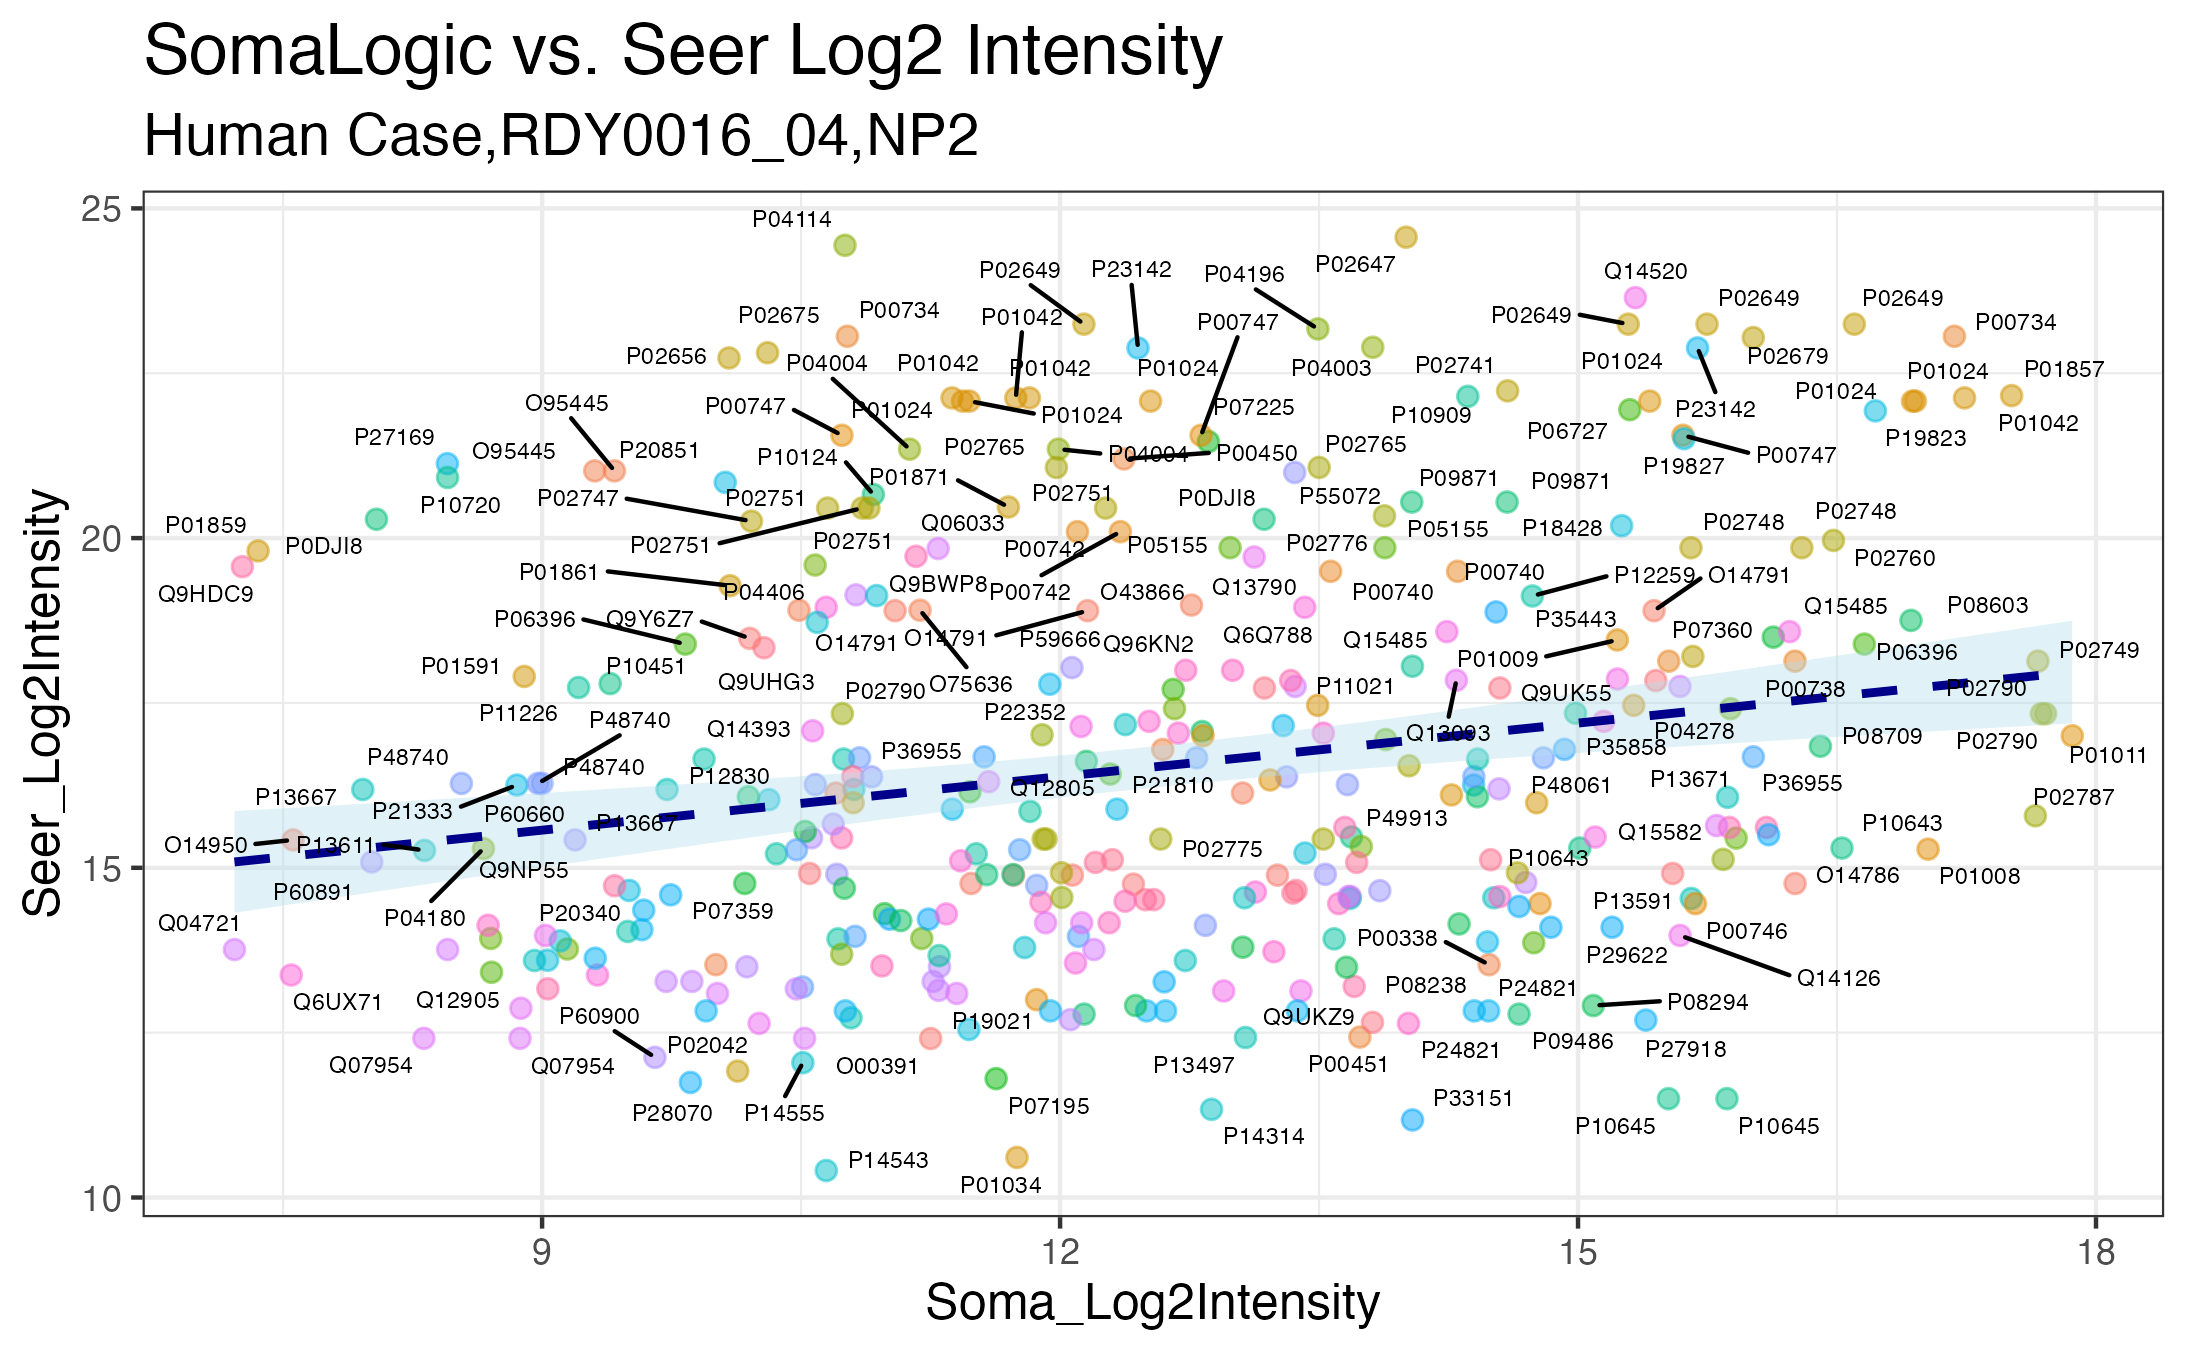 SomaLogic vs. Seer Log2 Intensity
Human Case,RDY0016_04,NP2
25
20
15
10
Seer_Log2Intensity
P04114
P02649 P23142 P04196 P02647 Q14520
P02675 P00734 P01042 P00747 P02649 P02649 P02649 P00734
P02656 P04004 P01042 P01042 P01024 P04003 P02741 P01024 P02679 P01024 P01024 P01857
O95445 P00747 P01024 P01024 P07225 P10909 P23142 P19823 P01042
P27169 O95445 P20851 P10124 P02765 P04004 P00450 P02765 P06727 P19827 P00747
P10720 P02747 P02751 P01871 P02751 P0DJI8 P55072 P09871 P09871
P01859 P0DJI8 P02751 P02751 Q06033 P00742 P05155 P02776 P05155 P18428 P02748 P02748 P02760
Q9HDC9 P01861 P04406 Q9BWP8 P00742 O43866 Q13790 P00740 P00740 P12259 O14791
P06396 Q9Y6Z7 O14791 O14791 P59666 Q96KN2 Q6Q788 Q15485 P35443 P07360 Q15485 P08603
P01591 P10451 Q9UHG3 P02790 O75636 P11021 P01009 Q9UK55 P00738 P06396 P02790 P02749
P11226 P48740 Q14393 P22352 Q13093 P04278 P02790
P48740 P48740 P12830 P36955 Q12805 P21810 P35858 P48061 P13671 P36955 P08709 P01011
P13667 P21333 P60660 P13667 P49913 Q15582 P10643 P02787
O14950 P13611 Q9NP55 P02775 P10643 O14786 P01008
P60891 P04180 P20340 P07359 P13591
Q04721 P00338 P29622 P00746
Q6UX71 Q12905 P08238 P24821 Q14126
P60900 P19021 Q9UKZ9 P08294
Q07954 Q07954 P02042 O00391 P13497 P00451 P24821 P09486 P27918
P28070 P14555 P07195 P33151
P14314 P10645 P10645
P14543 P01034
9 12 15 18
Soma_Log2Intensity